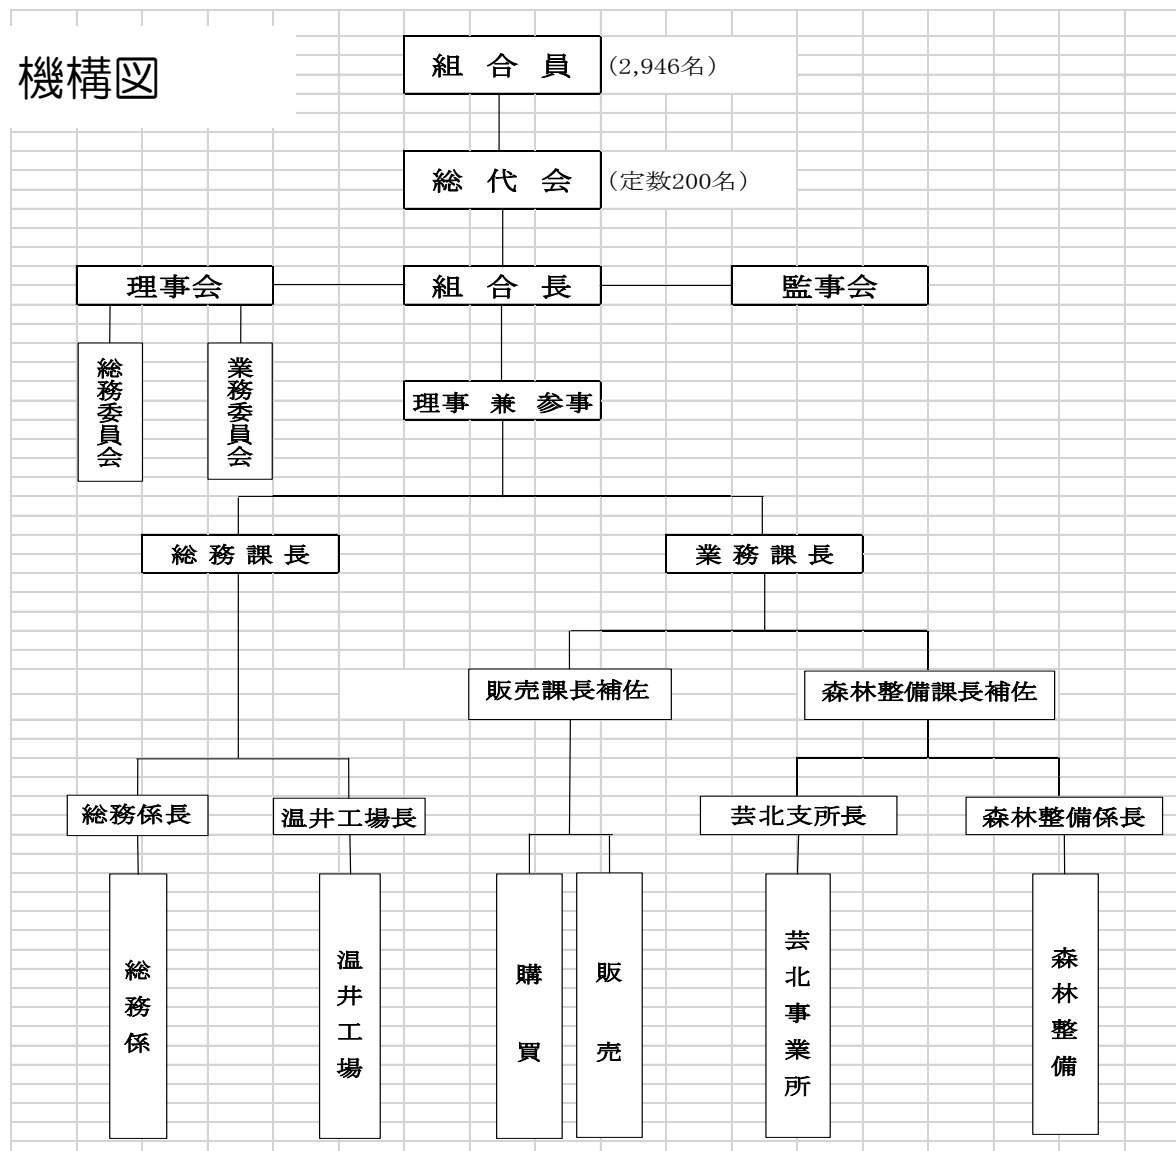 機構図
組合員 (2,946名)
総代会 (定数200名)
理事会
組合長
監事会
総務委員会
業務委員会
理事 兼 参事
総務課長
業務課長
販売課長補佐
森林整備課長補佐
総務係長
温井工場長
芸北支所長
森林整備係長
総務係
温井工場
購買
販売
芸北事業所
森林整備